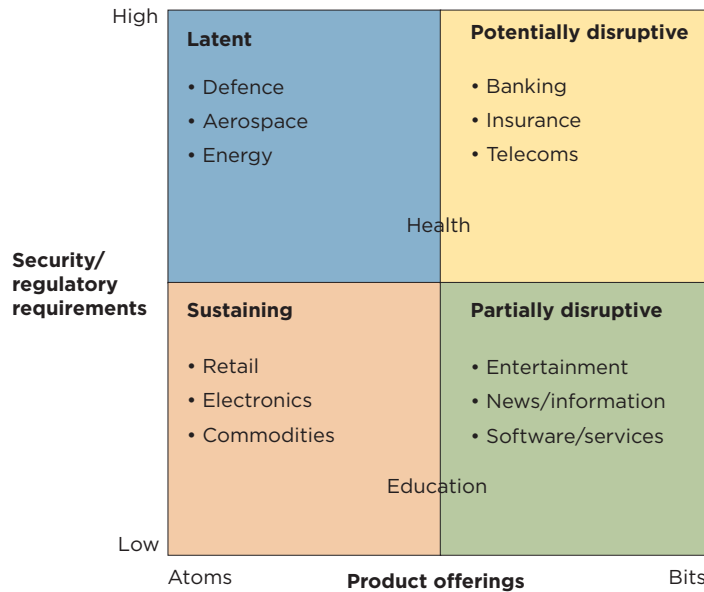 High
Latent
• Defence
• Aerospace
• Energy
Potentially disruptive
• Banking
• Insurance
• Telecoms
Health
Security/
regulatory
requirements
Sustaining
• Retail
• Electronics
• Commodities
Partially disruptive
• Entertainment
• News/information
• Software/services
Education
Low
Atoms
Product offerings
Bits